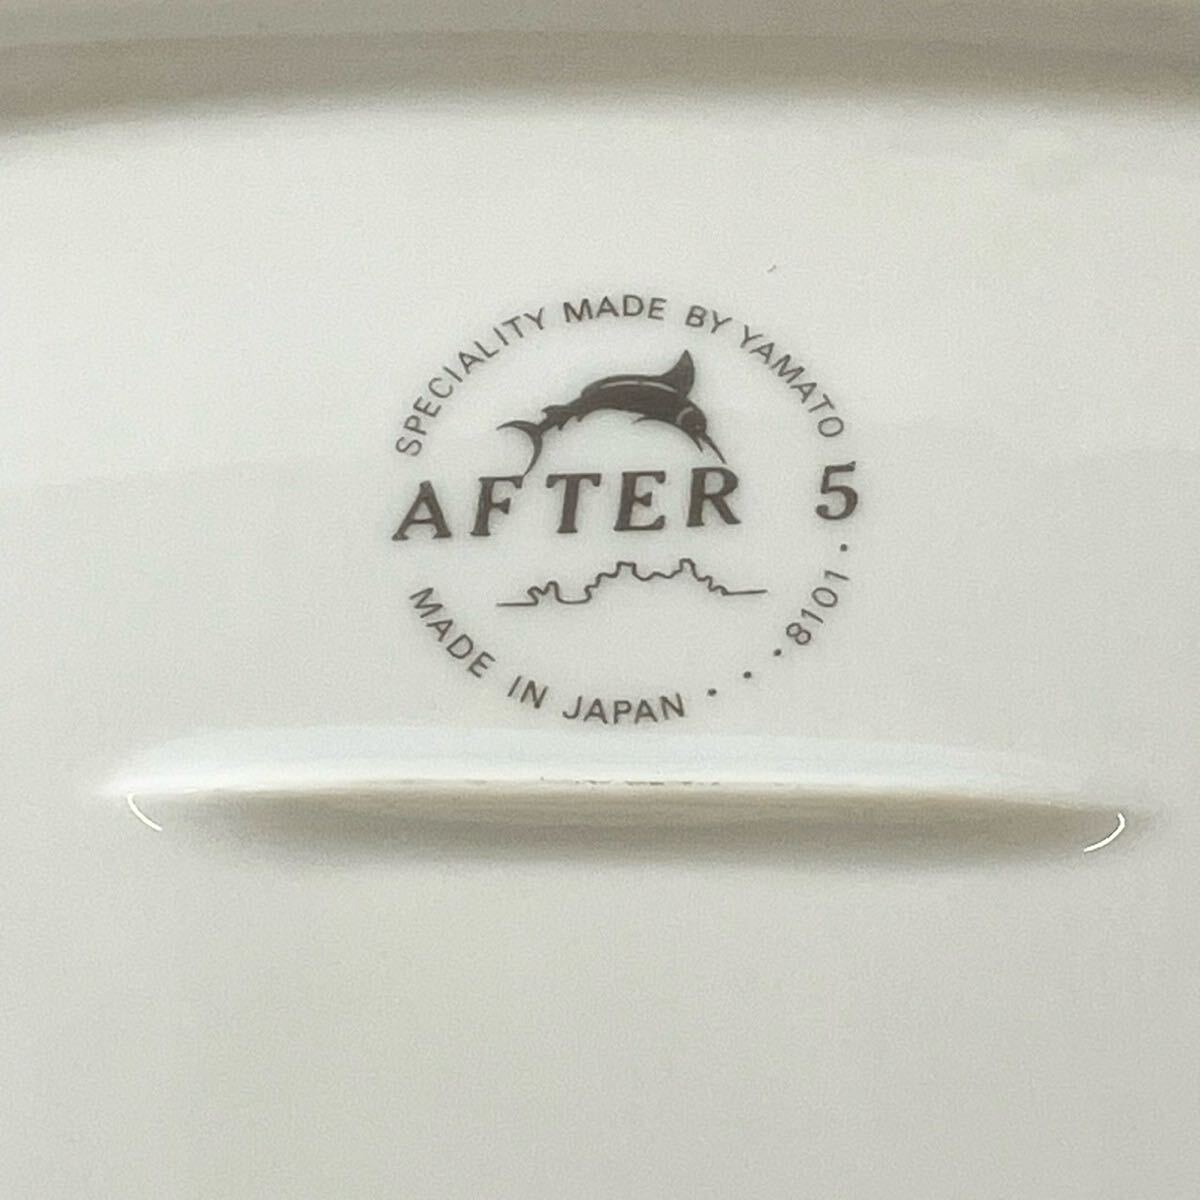 SPECIALITY MADE BY YAMATO
AFTER 5
MADE IN JAPAN · · · 8101 ·